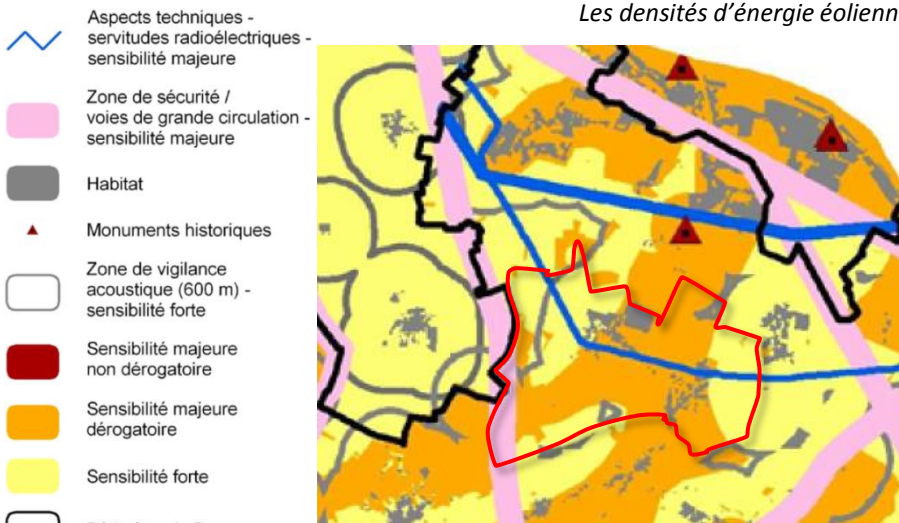 Les densités d’énergie éolienn
Aspects techniques -
servitudes radioélectriques -
sensibilité majeure
Zone de sécurité /
voies de grande circulation -
sensibilité majeure
Habitat
Monuments historiques
Zone de vigilance
acoustique (600 m) -
sensibilité forte
Sensibilité majeure
non dérogatoire
Sensibilité majeure
dérogatoire
Sensibilité forte